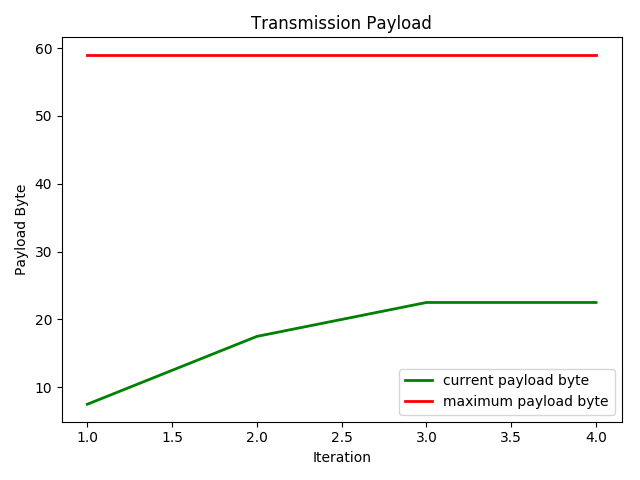 Transmission Payload
60
50
40
30
20
10
Payload Byte
current payload byte
maximum payload byte
1.0 1.5 2.0 2.5 3.0 3.5 4.0
Iteration